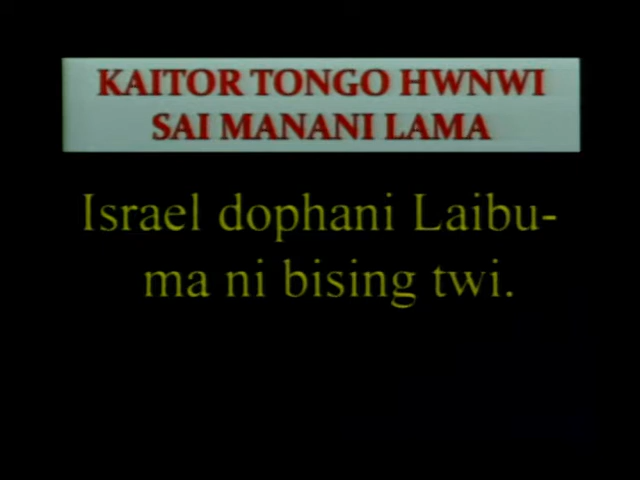 KAITOR TONGO HWNWI
SAI MANANI LAMA
Israel dophani Laibu-
ma ni bising twi.